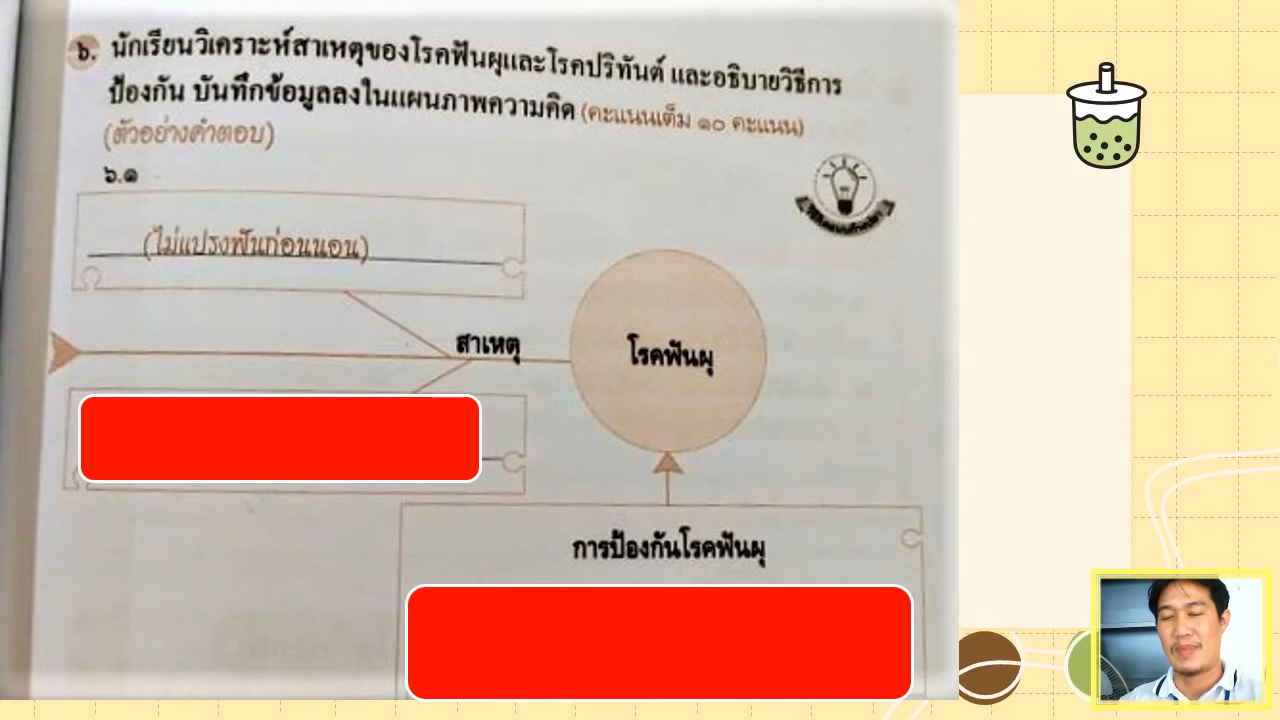 ๖. นักเรียนวิเคราะห์สาเหตุของโรคฟันผุและโรคปริทันต์ และอธิบายวิธีการ
ป้องกัน บันทึกข้อมูลลงในแผนภาพความคิด (คะแนนเต็ม ๑๐ คะแนน)
(ตัวอย่างคำตอบ)
๖.๑
(ไม่แปรงฟันก่อนนอน)
สาเหตุ
โรคฟันผุ
การป้องกันโรคฟันผุ